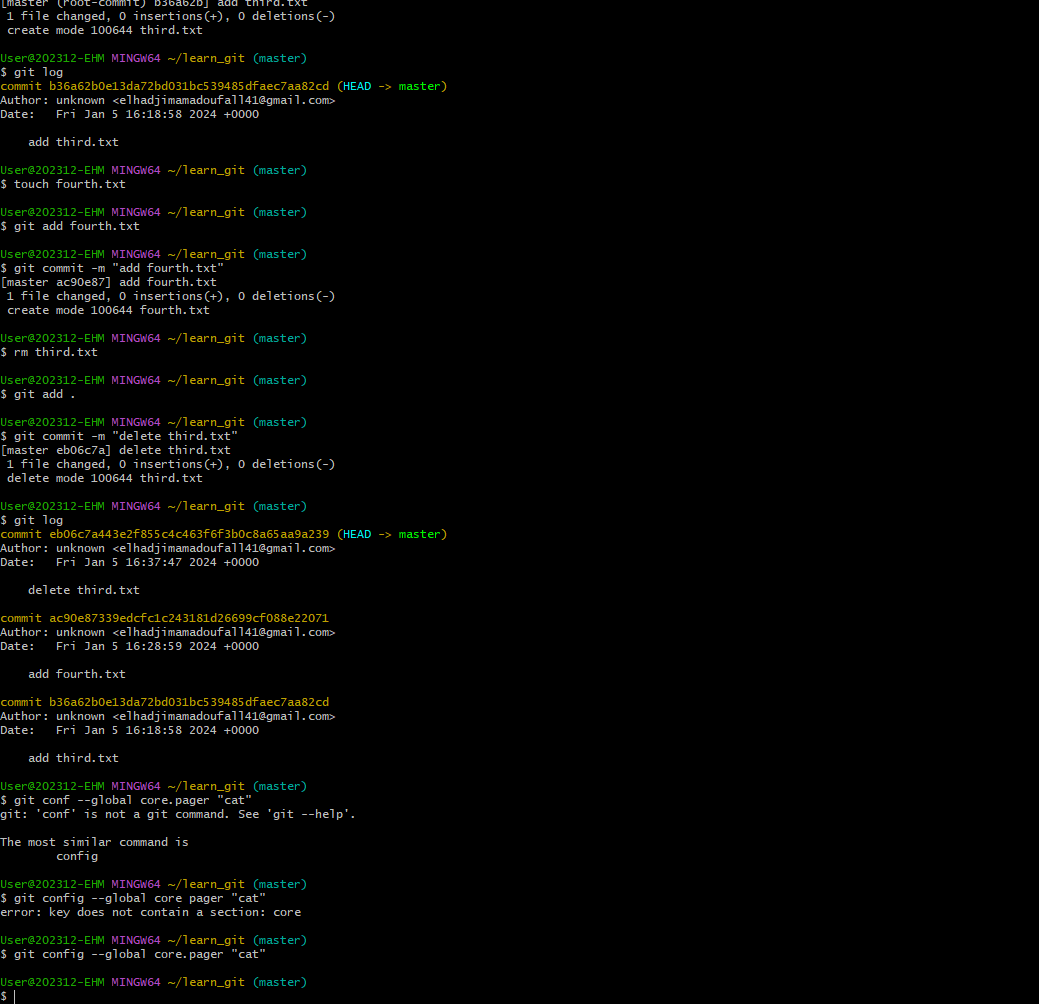 [master (root-commit) b36a62b] add third.txt
 1 file changed, 0 insertions(+), 0 deletions(-)
 create mode 100644 third.txt

User@202312-EHM MINGW64 ~/learn_git (master)
$ git log
commit b36a62b0e13da72bd031bc539485dfaec7aa82cd (HEAD -> master)
Author: unknown <elhadjimamadoufall41@gmail.com>
Date:   Fri Jan 5 16:18:58 2024 +0000

    add third.txt

User@202312-EHM MINGW64 ~/learn_git (master)
$ touch fourth.txt

User@202312-EHM MINGW64 ~/learn_git (master)
$ git add fourth.txt

User@202312-EHM MINGW64 ~/learn_git (master)
$ git commit -m "add fourth.txt"
[master ac90e87] add fourth.txt
 1 file changed, 0 insertions(+), 0 deletions(-)
 create mode 100644 fourth.txt

User@202312-EHM MINGW64 ~/learn_git (master)
$ rm third.txt

User@202312-EHM MINGW64 ~/learn_git (master)
$ git add .

User@202312-EHM MINGW64 ~/learn_git (master)
$ git commit -m "delete third.txt"
[master eb06c7a] delete third.txt
 1 file changed, 0 insertions(+), 0 deletions(-)
 delete mode 100644 third.txt

User@202312-EHM MINGW64 ~/learn_git (master)
$ git log
commit eb06c7a443e2f855c4c463f6f3b0c8a65aa9a239 (HEAD -> master)
Author: unknown <elhadjimamadoufall41@gmail.com>
Date:   Fri Jan 5 16:37:47 2024 +0000

    delete third.txt

commit ac90e87339edcfc1c243181d26699cf088e22071
Author: unknown <elhadjimamadoufall41@gmail.com>
Date:   Fri Jan 5 16:28:59 2024 +0000

    add fourth.txt

commit b36a62b0e13da72bd031bc539485dfaec7aa82cd
Author: unknown <elhadjimamadoufall41@gmail.com>
Date:   Fri Jan 5 16:18:58 2024 +0000

    add third.txt

User@202312-EHM MINGW64 ~/learn_git (master)
$ git conf --global core.pager "cat"
git: 'conf' is not a git command. See 'git --help'.

The most similar command is
        config

User@202312-EHM MINGW64 ~/learn_git (master)
$ git config --global core pager "cat"
error: key does not contain a section: core

User@202312-EHM MINGW64 ~/learn_git (master)
$ git config --global core.pager "cat"

User@202312-EHM MINGW64 ~/learn_git (master)
$